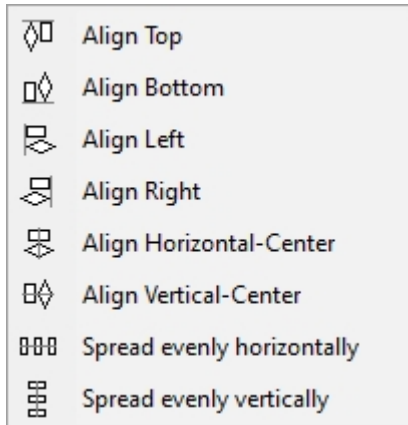 Align Top
Align Bottom
Align Left
Align Right
Align Horizontal-Center
Align Vertical-Center
Spread evenly horizontally
Spread evenly vertically